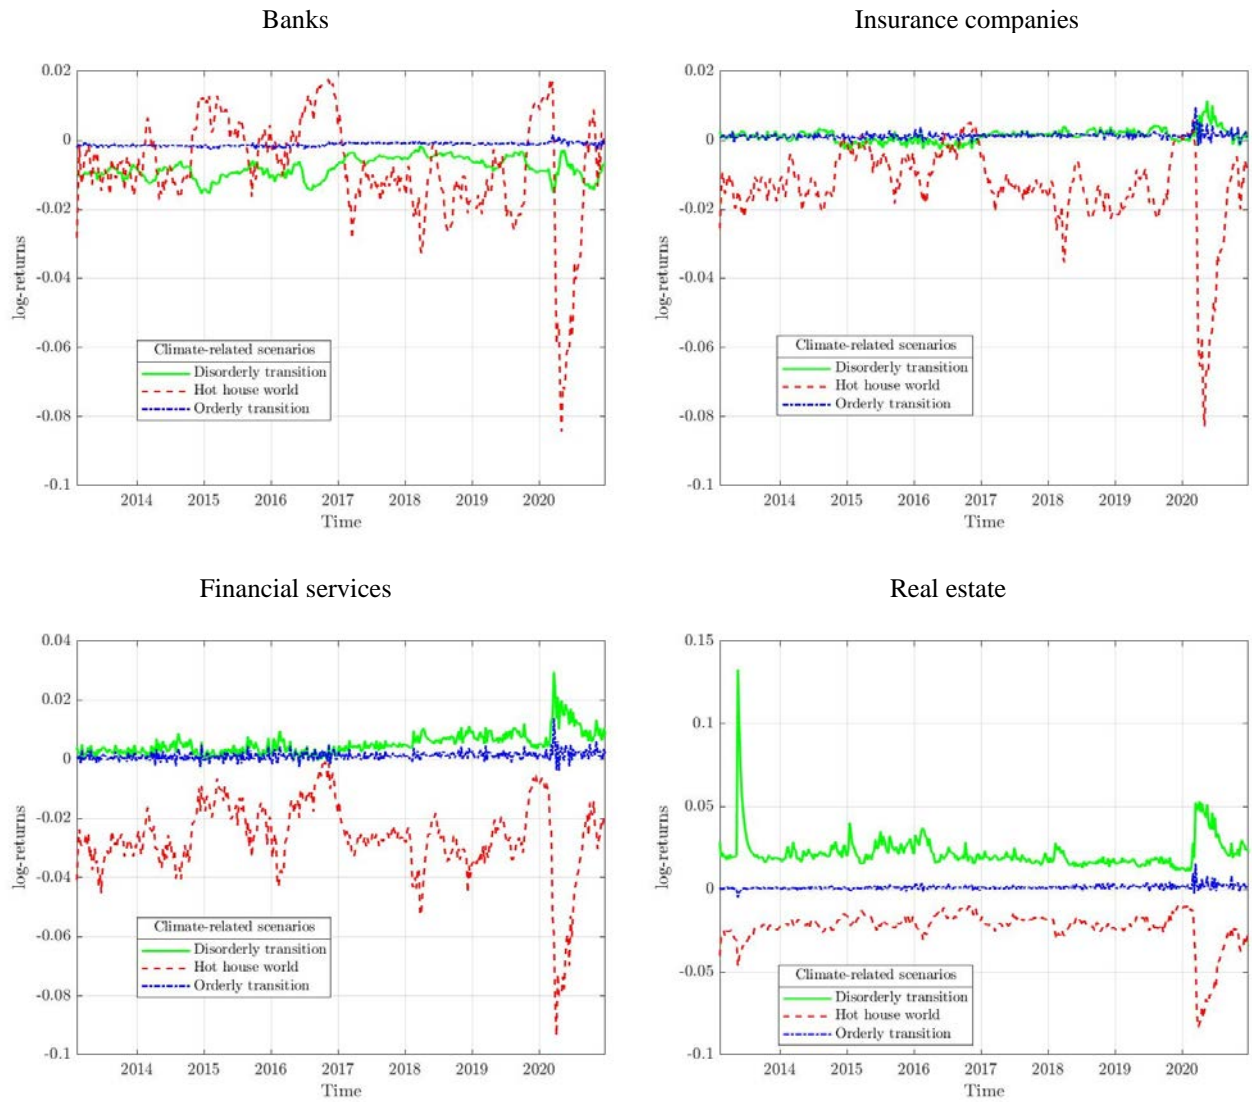 Banks
0.02
0
-0.02
-0.04
-0.06
-0.08
-0.1
log-returns
Climate-related scenarios
Disorderly transition
Hot house world
Orderly transition
2014 2015 2016 2017 2018 2019 2020
Time
Insurance companies
0.02
0
-0.02
-0.04
-0.06
-0.08
-0.1
log-returns
Climate-related scenarios
Disorderly transition
Hot house world
Orderly transition
2014 2015 2016 2017 2018 2019 2020
Time
Financial services
0.04
0.02
0
-0.02
-0.04
-0.06
-0.08
-0.1
log-returns
Climate-related scenarios
Disorderly transition
Hot house world
Orderly transition
2014 2015 2016 2017 2018 2019 2020
Time
Real estate
0.15
0.1
0.05
0
-0.05
-0.1
log-returns
Climate-related scenarios
Disorderly transition
Hot house world
Orderly transition
2014 2015 2016 2017 2018 2019 2020
Time